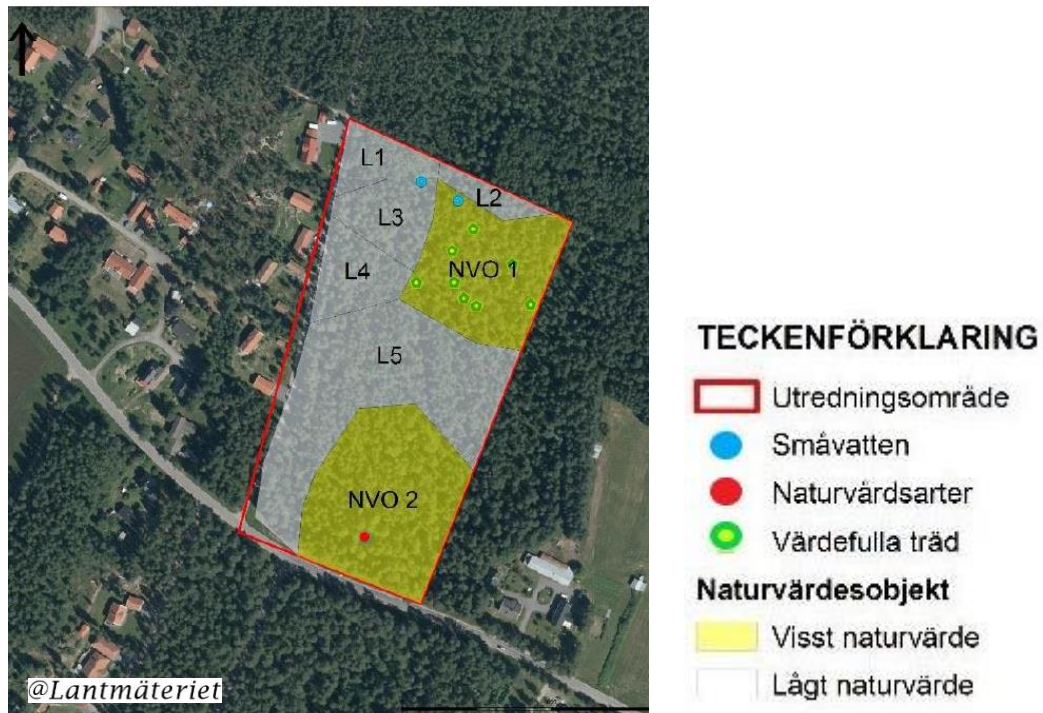 L1
L2
L3
NVO 1
L4
L5
NVO 2
@Lantmäteriet
TECKENFÖRKLARING
Utredningsområde
Småvatten
Naturvårdsarter
Värdefulla träd
Naturvärdesobjekt
Visst naturvärde
Lågt naturvärde